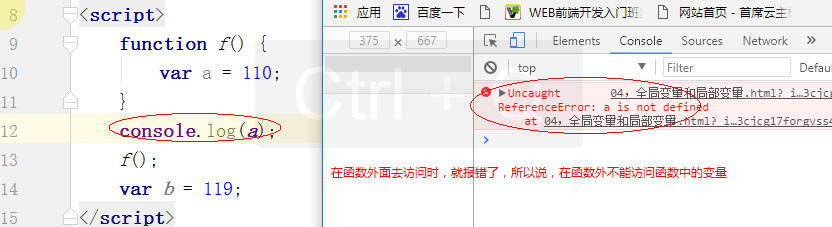 8 <script>
9 function f() {
10 var a = 110;
11 }
12 console.log(a);
13 f();
14 var b = 119;
15 </script>
Ctrl + C
应用 百度一下 WEB前端开发入门班 网站首页 - 首席云主
375 × 667
Elements Console Sources »
top Filter Default
Uncaught 04，全局变量和局部变量.html? i…3cjcg
ReferenceError: a is not defined
at 04，全局变量和局部变量.html? i…3cjcg17forgvss4
在函数外面去访问时，就报错了，所以说，在函数外不能访问函数中的变量